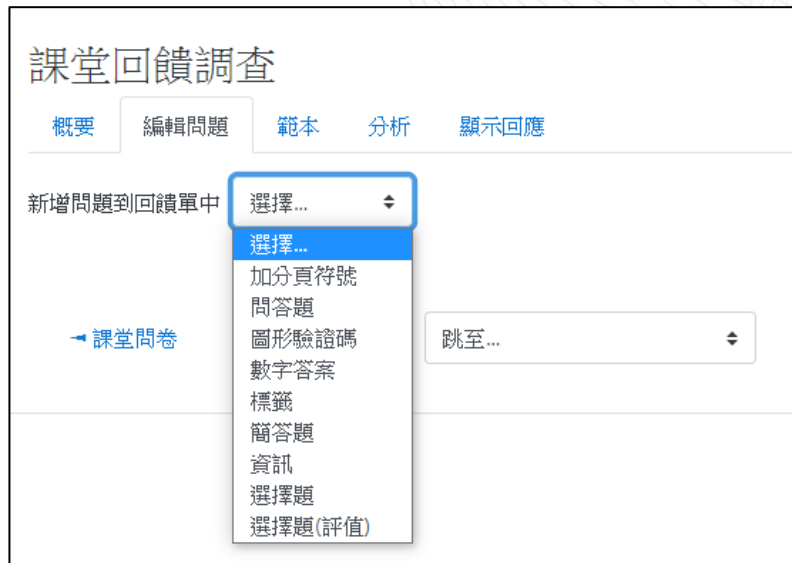 課堂回饋調查
概要 編輯問題 範本 分析 顯示回應
新增問題到回饋單中 選擇...
選擇...
加分頁符號
問答題
圖形驗證碼
數字答案
標籤
簡答題
資訊
選擇題
選擇題(評值)
課堂問卷
跳至...